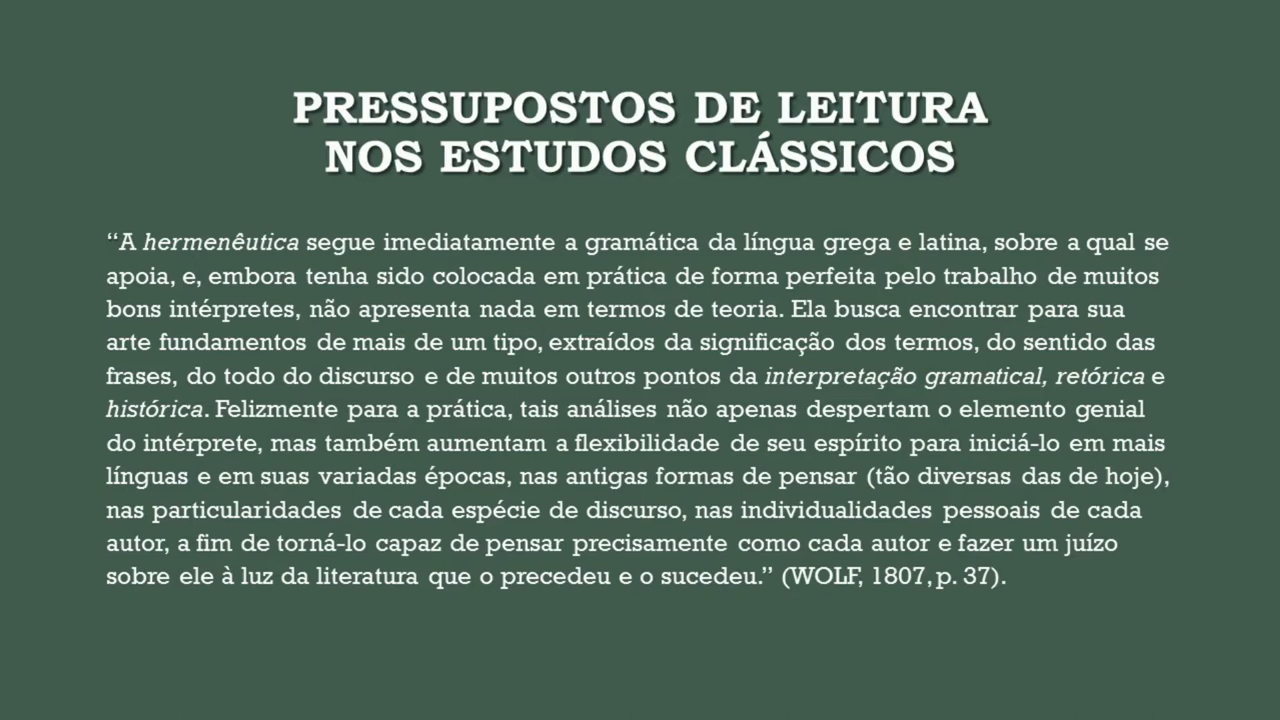 PRESSUPOSTOS DE LEITURA
NOS ESTUDOS CLÁSSICOS
“A hermenêutica segue imediatamente a gramática da língua grega e latina, sobre a qual se
apoia, e, embora tenha sido colocada em prática de forma perfeita pelo trabalho de muitos
bons intérpretes, não apresenta nada em termos de teoria. Ela busca encontrar para sua
arte fundamentos de mais de um tipo, extraídos da significação dos termos, do sentido das
frases, do todo do discurso e de muitos outros pontos da interpretação gramatical, retórica e
histórica. Felizmente para a prática, tais análises não apenas despertam o elemento genial
do intérprete, mas também aumentam a flexibilidade de seu espírito para iniciá-lo em mais
línguas e em suas variadas épocas, nas antigas formas de pensar (tão diversas das de hoje),
nas particularidades de cada espécie de discurso, nas individualidades pessoais de cada
autor, a fim de torná-lo capaz de pensar precisamente como cada autor e fazer um juízo
sobre ele à luz da literatura que o precedeu e o sucedeu.” (WOLF, 1807, p. 37).